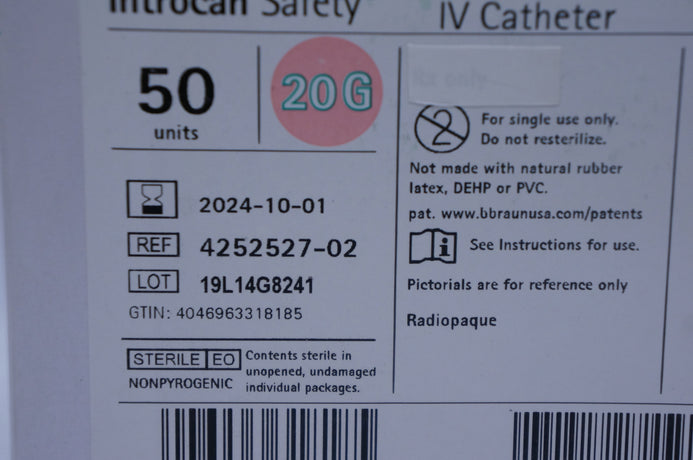 Introcan Safety
IV Catheter
50
units
20G
Rx only
2
For single use only.
Do not resterilize.
Not made with natural rubber
latex, DEHP or PVC.
pat. www.bbraunusa.com/patents
i
See Instructions for use.
Pictorials are for reference only
Radiopaque
2024-10-01
REF
4252527-02
LOT
19L14G8241
GTIN: 4046963318185
STERILE EO
NONPYROGENIC
Contents sterile in
unopened, undamaged
individual packages.